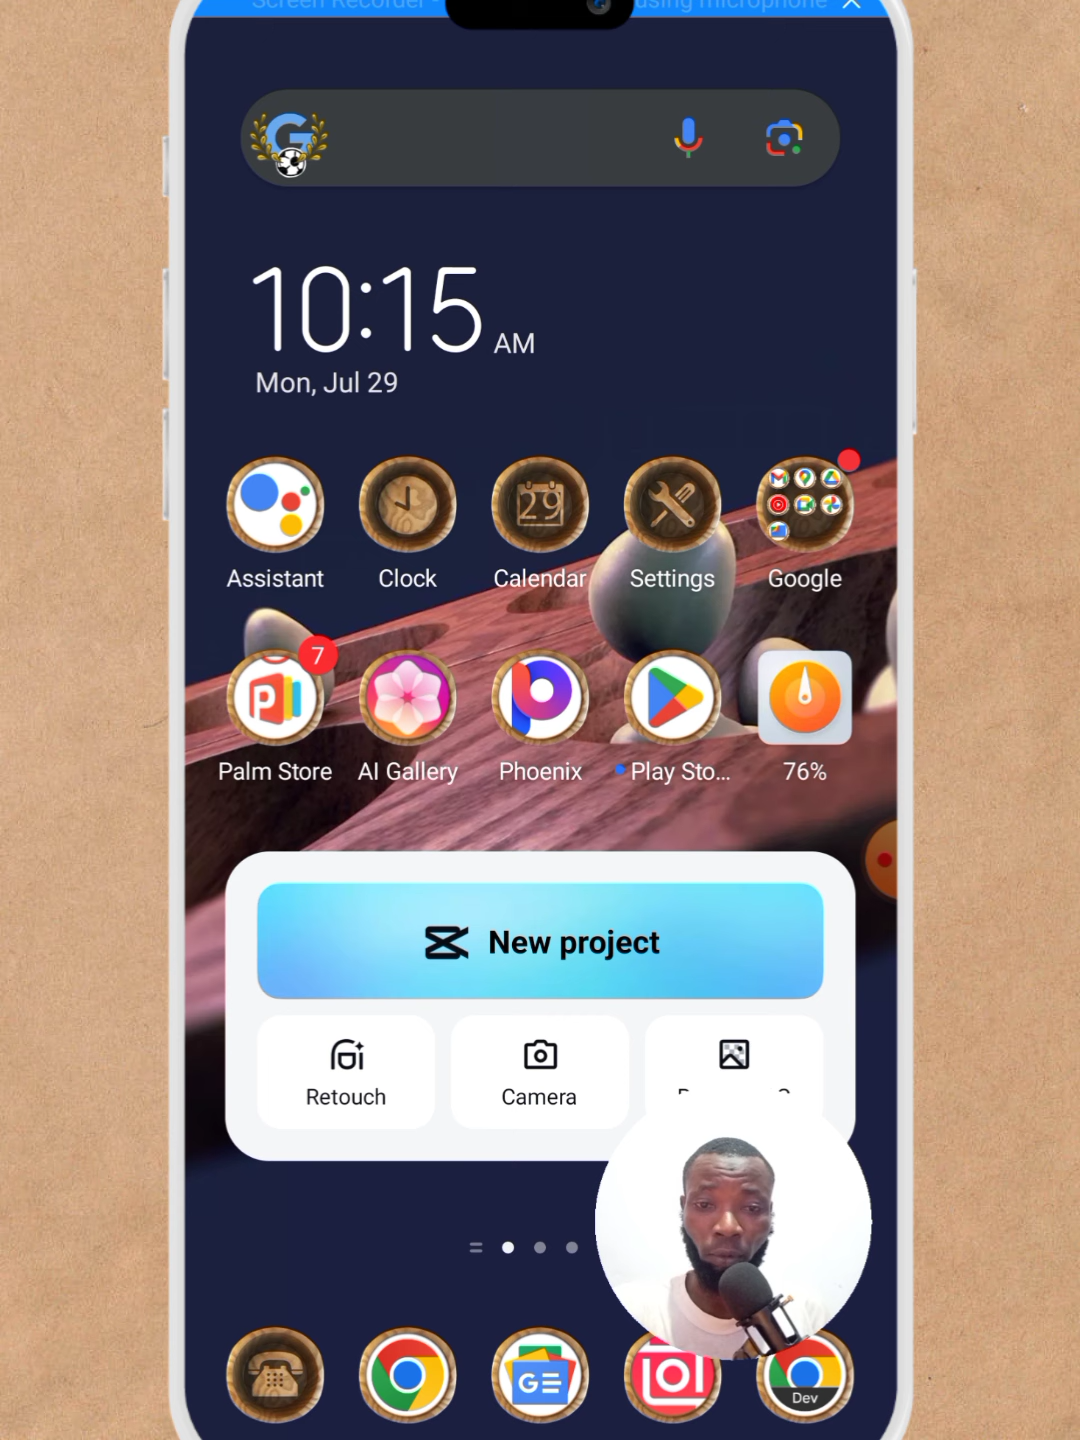 Screen Recorder - using microphone
10:15 AM
Mon, Jul 29
29
Assistant Clock Calendar Settings Google
7
Palm Store AI Gallery Phoenix Play Sto... 76%
New project
Retouch Camera
Dev